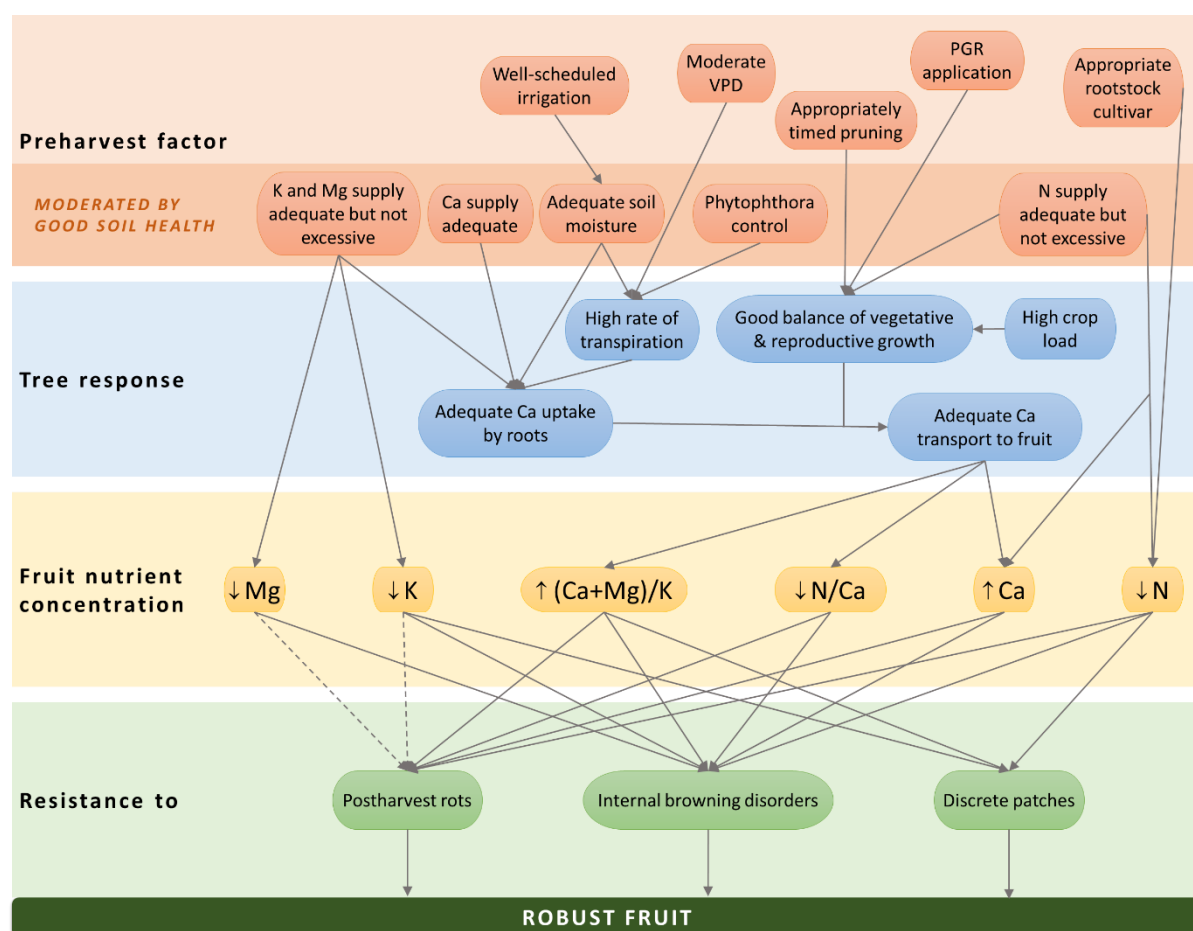 Preharvest factor
Well-scheduled
irrigation
Moderate
VPD
Appropriately
timed pruning
PGR
application
Appropriate
rootstock
cultivar
MODERATED BY
GOOD SOIL HEALTH
K and Mg supply
adequate but not
excessive
Ca supply
adequate
Adequate soil
moisture
Phytophthora
control
N supply
adequate but
not excessive
Tree response
High rate of
transpiration
Good balance of vegetative
& reproductive growth
High crop
load
Adequate Ca uptake
by roots
Adequate Ca
transport to fruit
Fruit nutrient
concentration
↓Mg
↓K
↑ (Ca+Mg)/K
↓N/Ca
↑Ca
↓N
Resistance to
Postharvest rots
Internal browning disorders
Discrete patches
ROBUST FRUIT